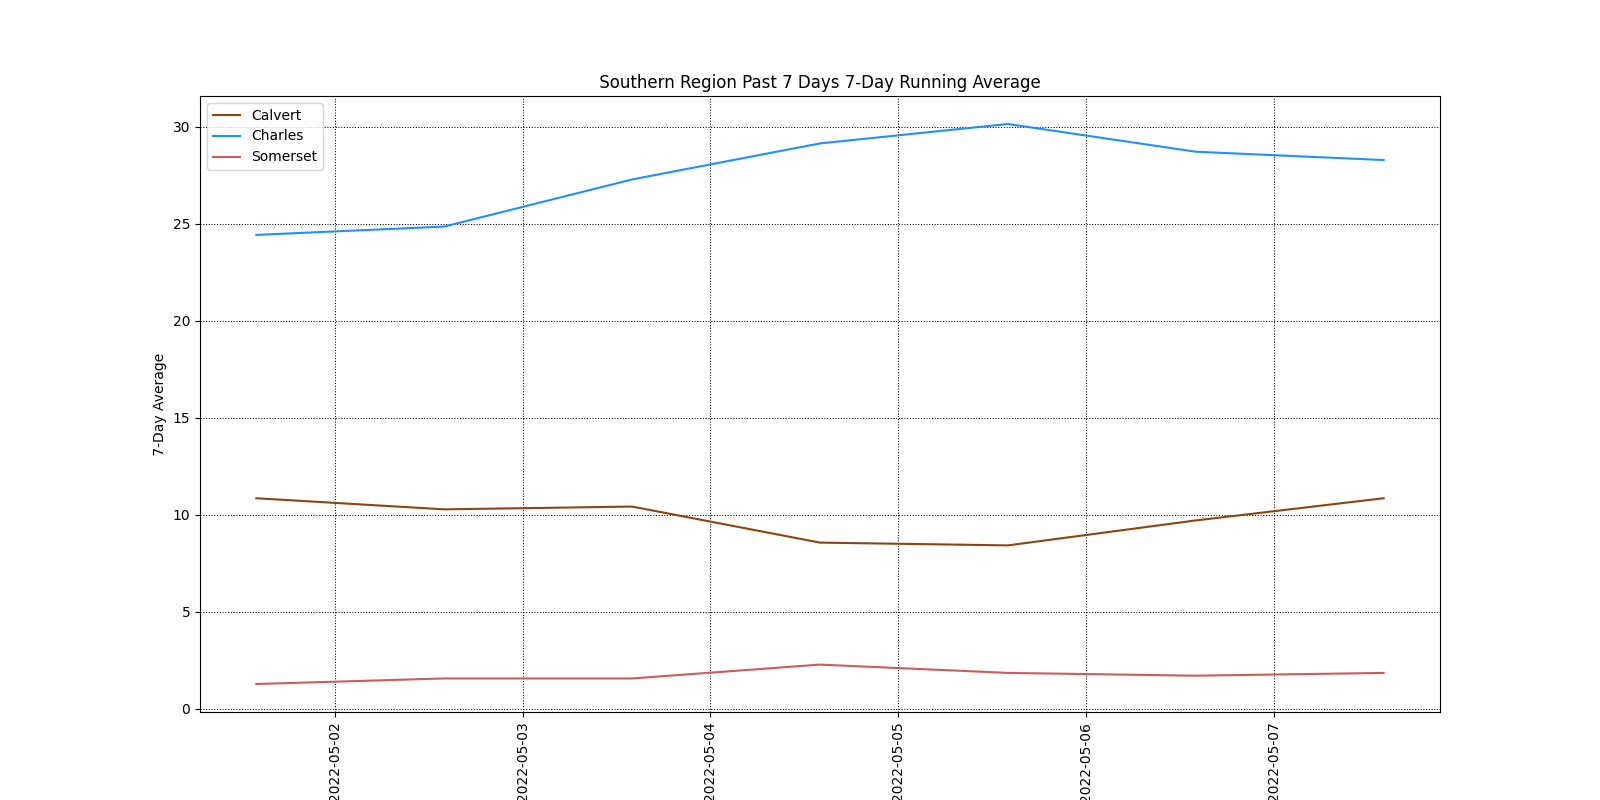 Southern Region Past 7 Days 7-Day Running Average
Calvert
Charles
Somerset
30
25
20
15
10
5
0
7-Day Average
2022-05-02
2022-05-03
2022-05-04
2022-05-05
2022-05-06
2022-05-07